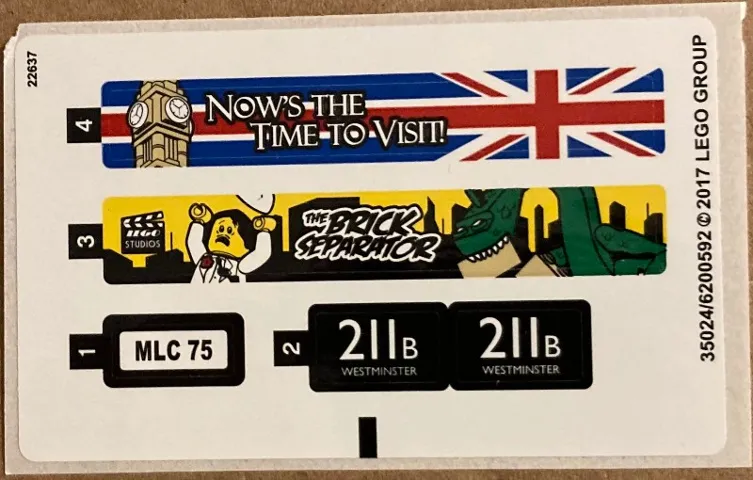 22637
4
NOW'S THE
TIME TO VISIT!
3
LEGO
STUDIOS
THE BRICK
SEPARATOR
1
MLC 75
2
211B
WESTMINSTER
211B
WESTMINSTER
35024/6200592 © 2017 LEGO GROUP